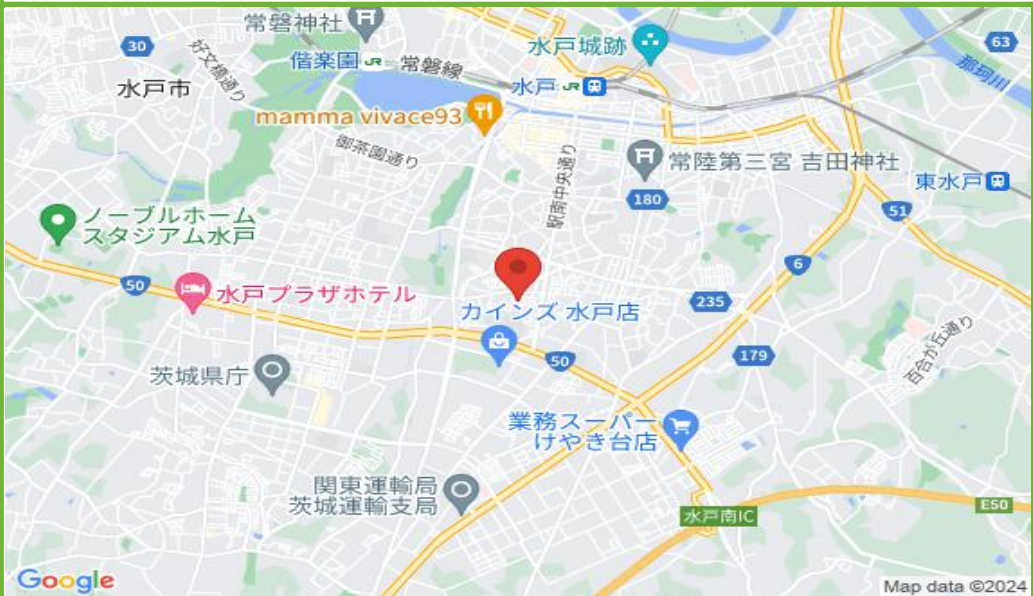 常磐神社
30
63
好文橋通り
偕楽園 JR
常磐線
水戸城跡
那珂川
水戸市
水戸 JR
mamma vivace93
御茶園通り
駅南中央通り
常陸第三宮 吉田神社
東水戸
180
51
ノーブルホーム
スタジアム水戸
6
50
水戸プラザホテル
235
カインズ 水戸店
茨城県庁
50
179
百合が丘通り
業務スーパー
けやき台店
関東運輸局
茨城運輸支局
水戸南IC
E50
Google
Map data ©2024